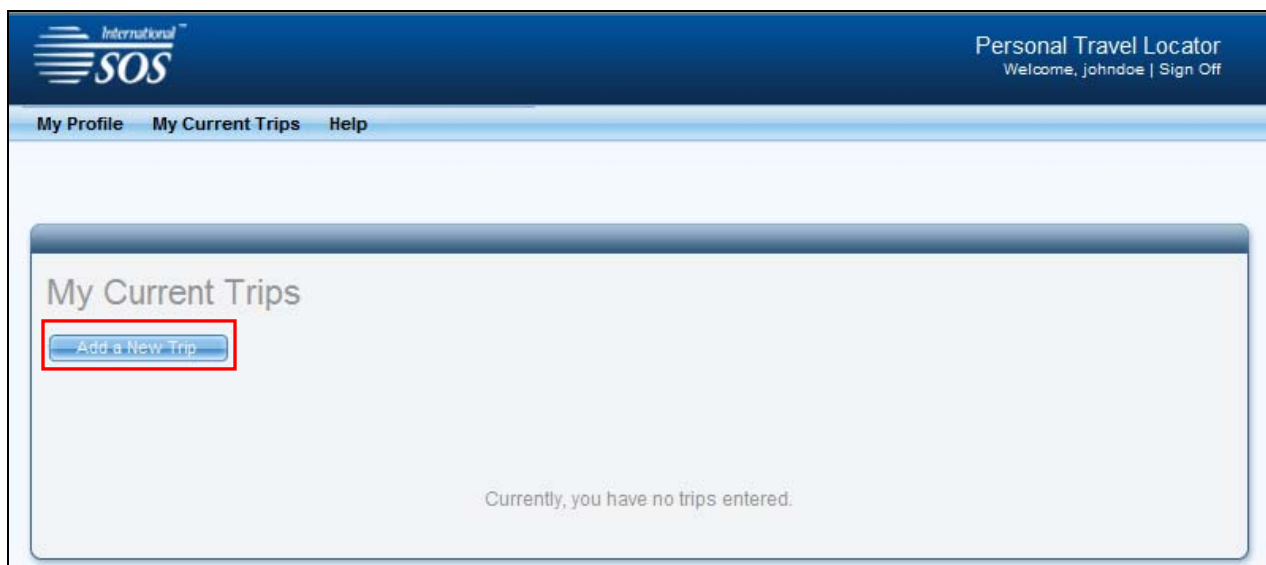 International™
SOS
Personal Travel Locator
Welcome, johndoe | Sign Off
My Profile My Current Trips Help
My Current Trips
Add a New Trip
Currently, you have no trips entered.